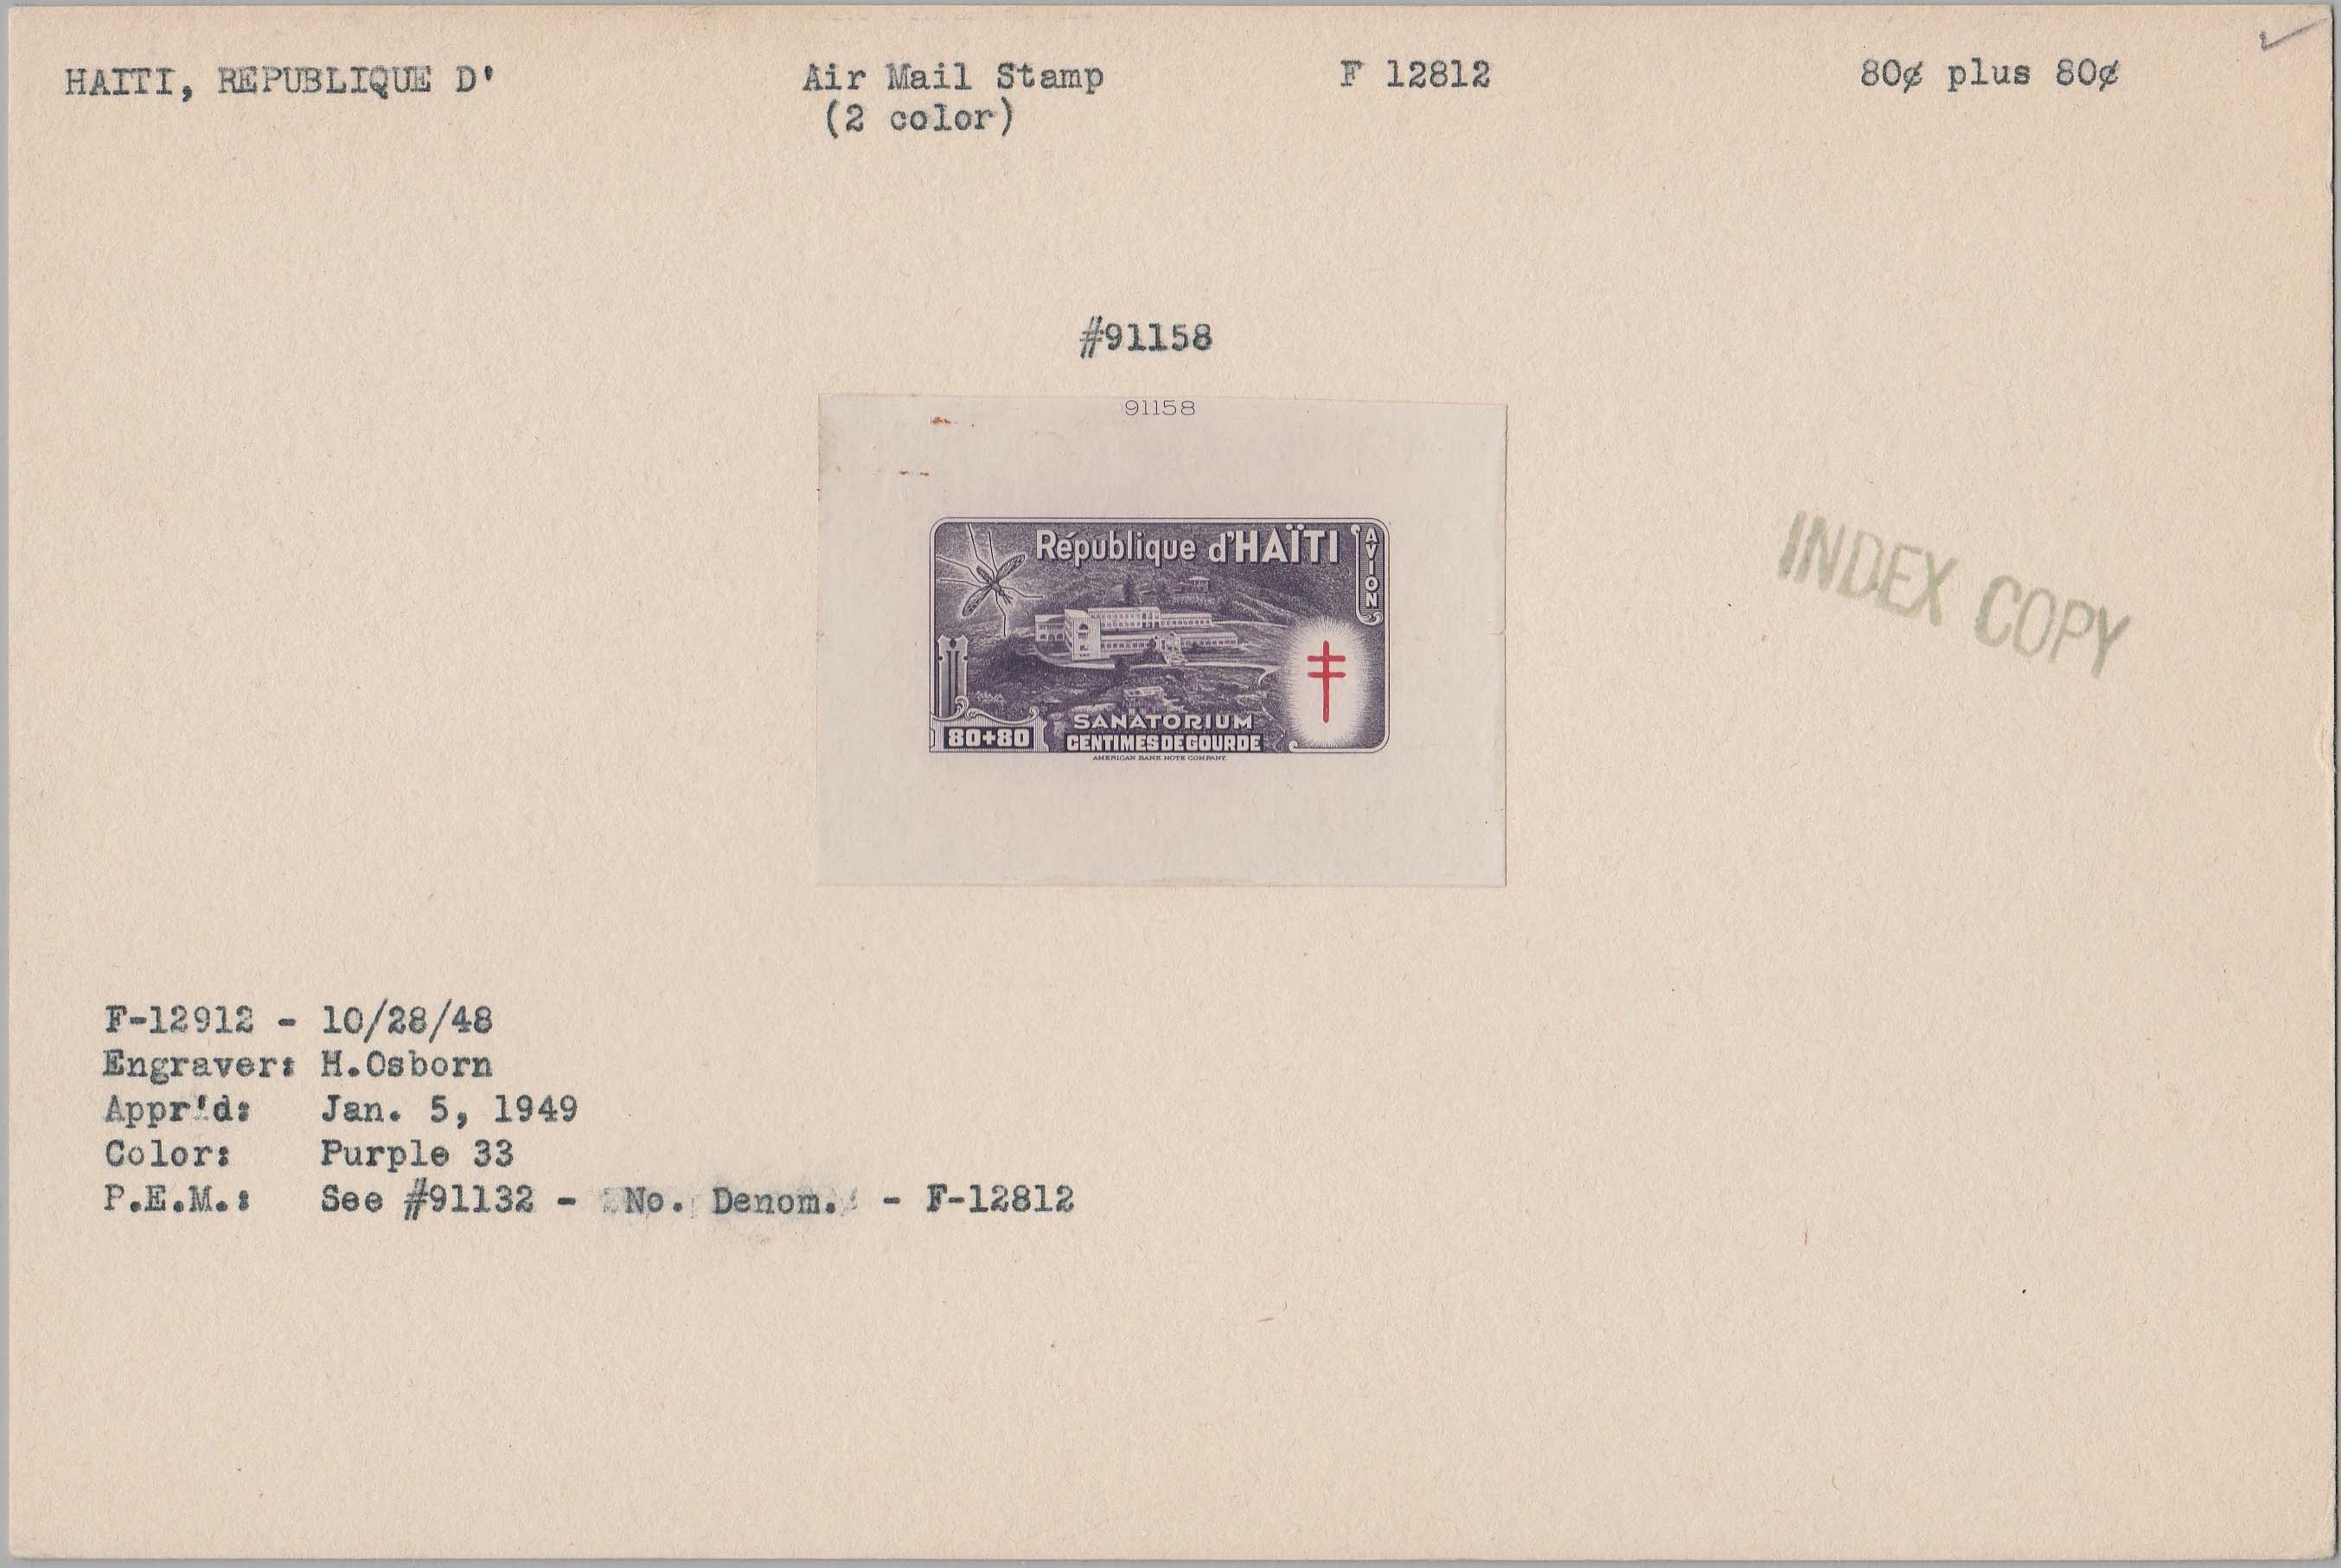 HAITI, REPUBLIQUE D'
Air Mail Stamp
(2 color)
F 12812
80¢ plus 80¢
#91158
91158
République d'HAÏTI
AVION
SANATORIUM
80+80
CENTIMES DE GOURDE
AMERICAN BANK NOTE COMPANY.
INDEX COPY
F-12912 - 10/28/48
Engraver: H.Osborn
Appr'd: Jan. 5, 1949
Color: Purple 33
P.E.M.: See #91132 - No. Denom. - F-12812